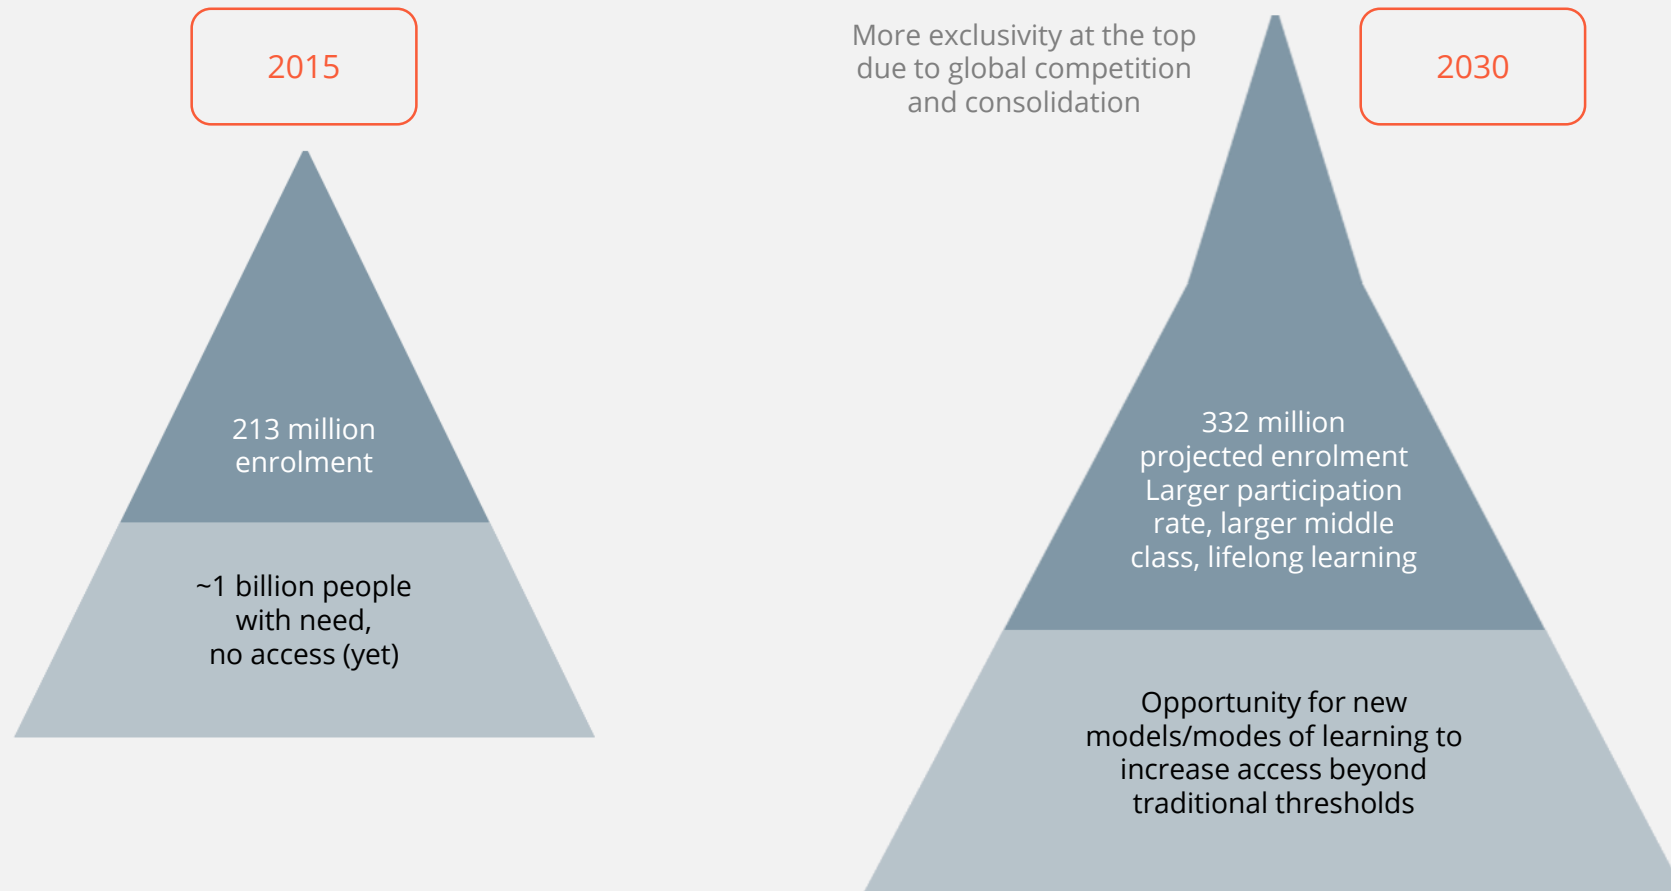 2015
213 million
enrolment
~1 billion people
with need,
no access (yet)
More exclusivity at the top
due to global competition
and consolidation
2030
332 million
projected enrolment
Larger participation
rate, larger middle
class, lifelong learning
Opportunity for new
models/modes of learning to
increase access beyond
traditional thresholds